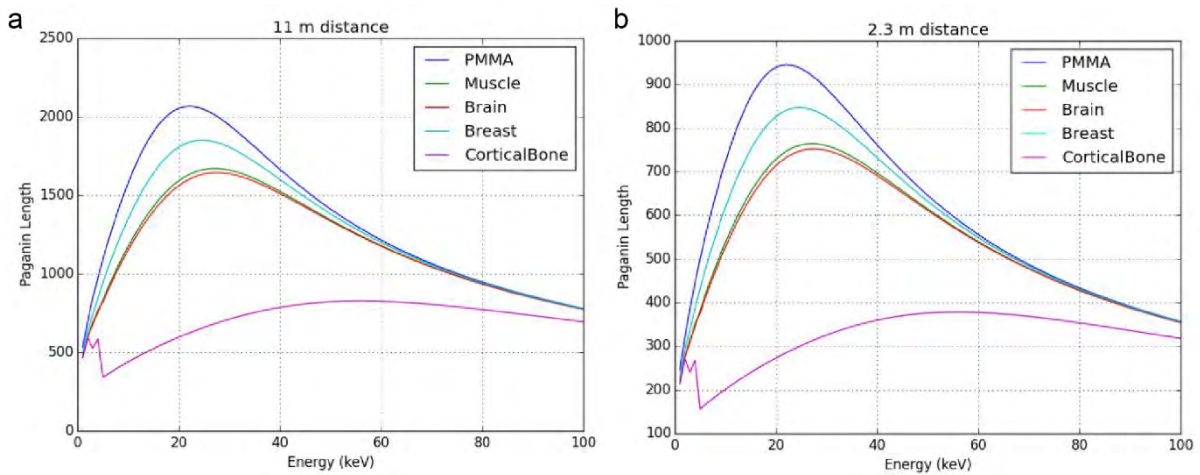 a
11 m distance
2500
2000
1500
1000
500
0
Paganin Length
PMMA
Muscle
Brain
Breast
CorticalBone
0 20 40 60 80 100
Energy (keV)
b
2.3 m distance
1000
900
800
700
600
500
400
300
200
100
Paganin Length
PMMA
Muscle
Brain
Breast
CorticalBone
0 20 40 60 80 100
Energy (keV)